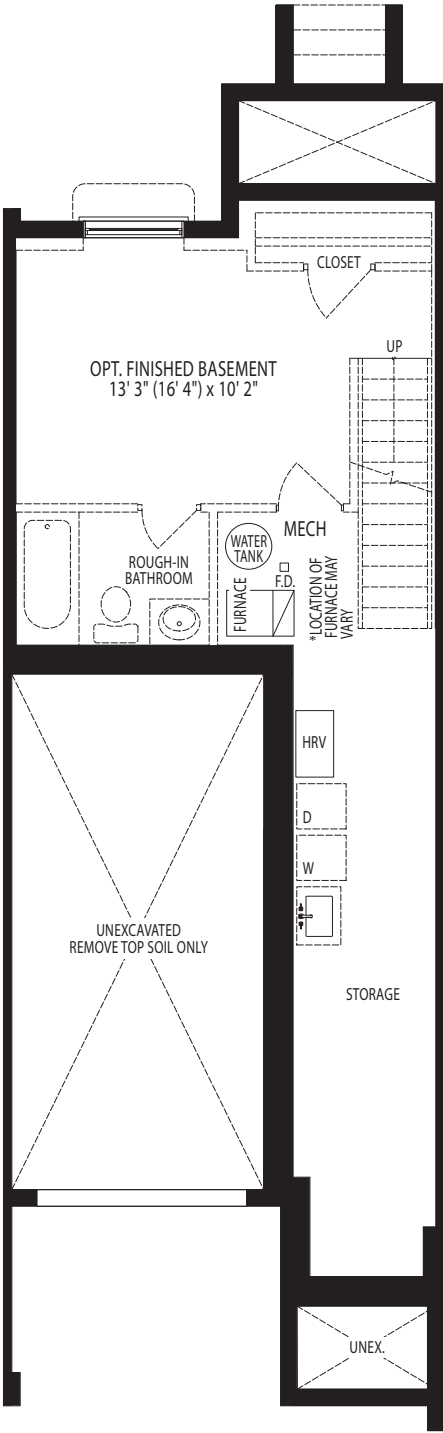 CLOSET
UP
OPT. FINISHED BASEMENT
13' 3" (16' 4") x 10' 2"
MECH
WATER
TANK
ROUGH-IN
BATHROOM
F.D.
FURNACE
*LOCATION OF
FURNACE MAY
VARY
HRV
D
W
UNEXCAVATED
REMOVE TOP SOIL ONLY
STORAGE
UNEX.